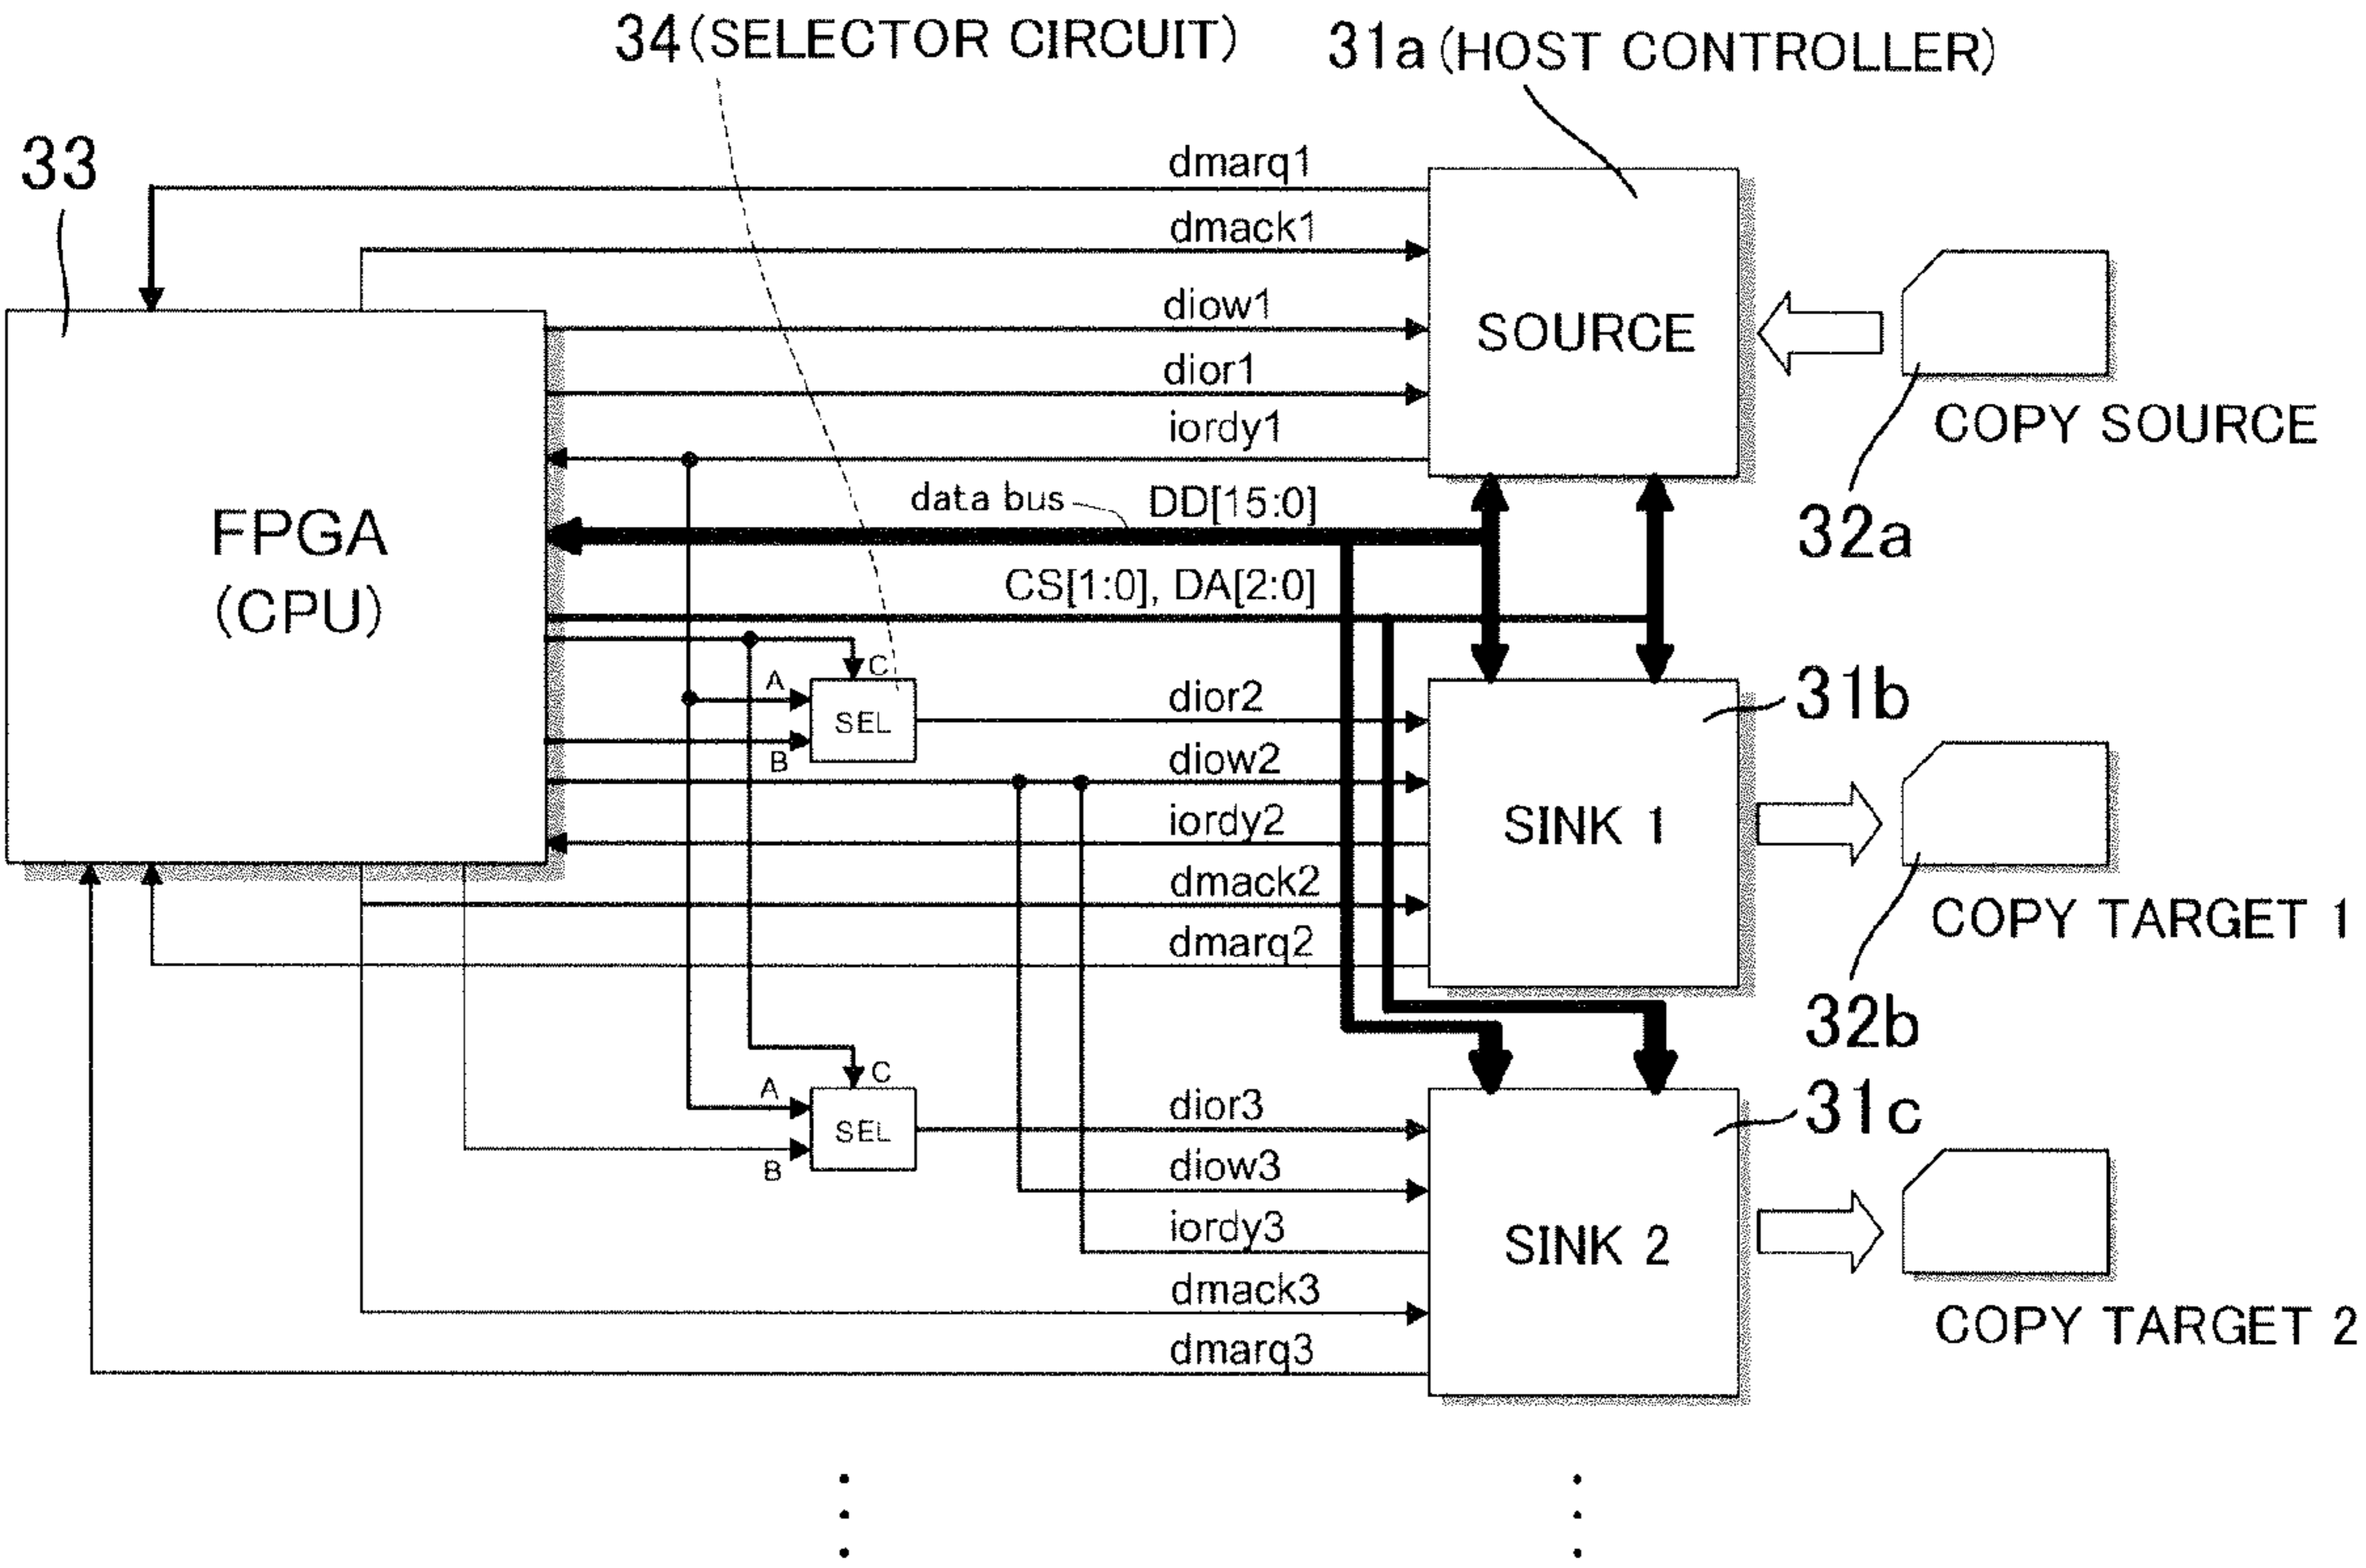 34(SELECTOR CIRCUIT)
31a(HOST CONTROLLER)
33
dmarq1
dmack1
diow1
dior1
iordy1
SOURCE
COPY SOURCE
32a
data bus
DD[15:0]
CS[1:0], DA[2:0]
FPGA
(CPU)
C
A
SEL
B
dior2
diow2
iordy2
dmack2
dmarq2
SINK 1
31b
COPY TARGET 1
32b
C
A
SEL
B
dior3
diow3
iordy3
dmack3
dmarq3
SINK 2
31c
COPY TARGET 2